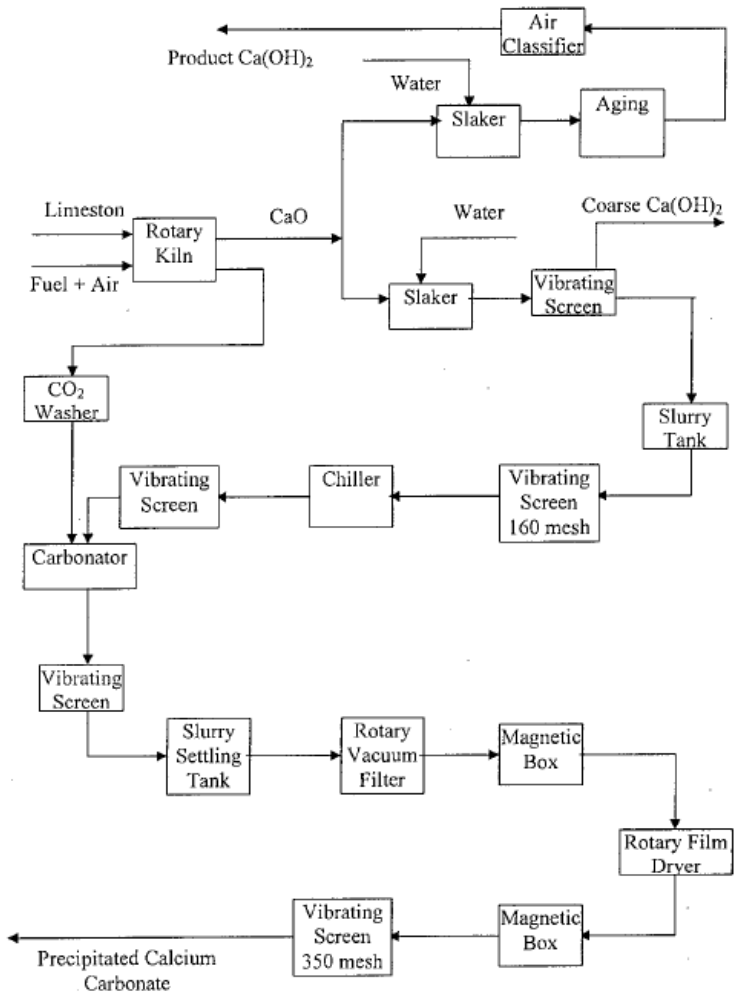 Air
Classifier
Product Ca(OH)₂
Water
Slaker
Aging
Limeston
Rotary
Kiln
CaO
Water
Coarse Ca(OH)₂
Fuel + Air
Slaker
Vibrating
Screen
CO₂
Washer
Slurry
Tank
Vibrating
Screen
Chiller
Vibrating
Screen
160 mesh
Carbonator
Vibrating
Screen
Slurry
Settling
Tank
Rotary
Vacuum
Filter
Magnetic
Box
Rotary Film
Dryer
Vibrating
Screen
350 mesh
Magnetic
Box
Precipitated Calcium
Carbonate